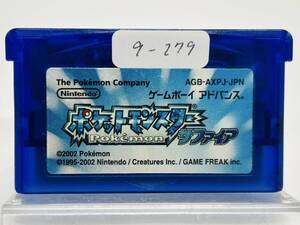 9-279
The Pokémon Company
AGB-AXPJ-JPN
Nintendo
ゲームボーイ アドバンス
ポケットモンスター
Pokémon
サファイア
©2002 Pokémon
©1995-2002 Nintendo / Creatures inc. / GAME FREAK inc.